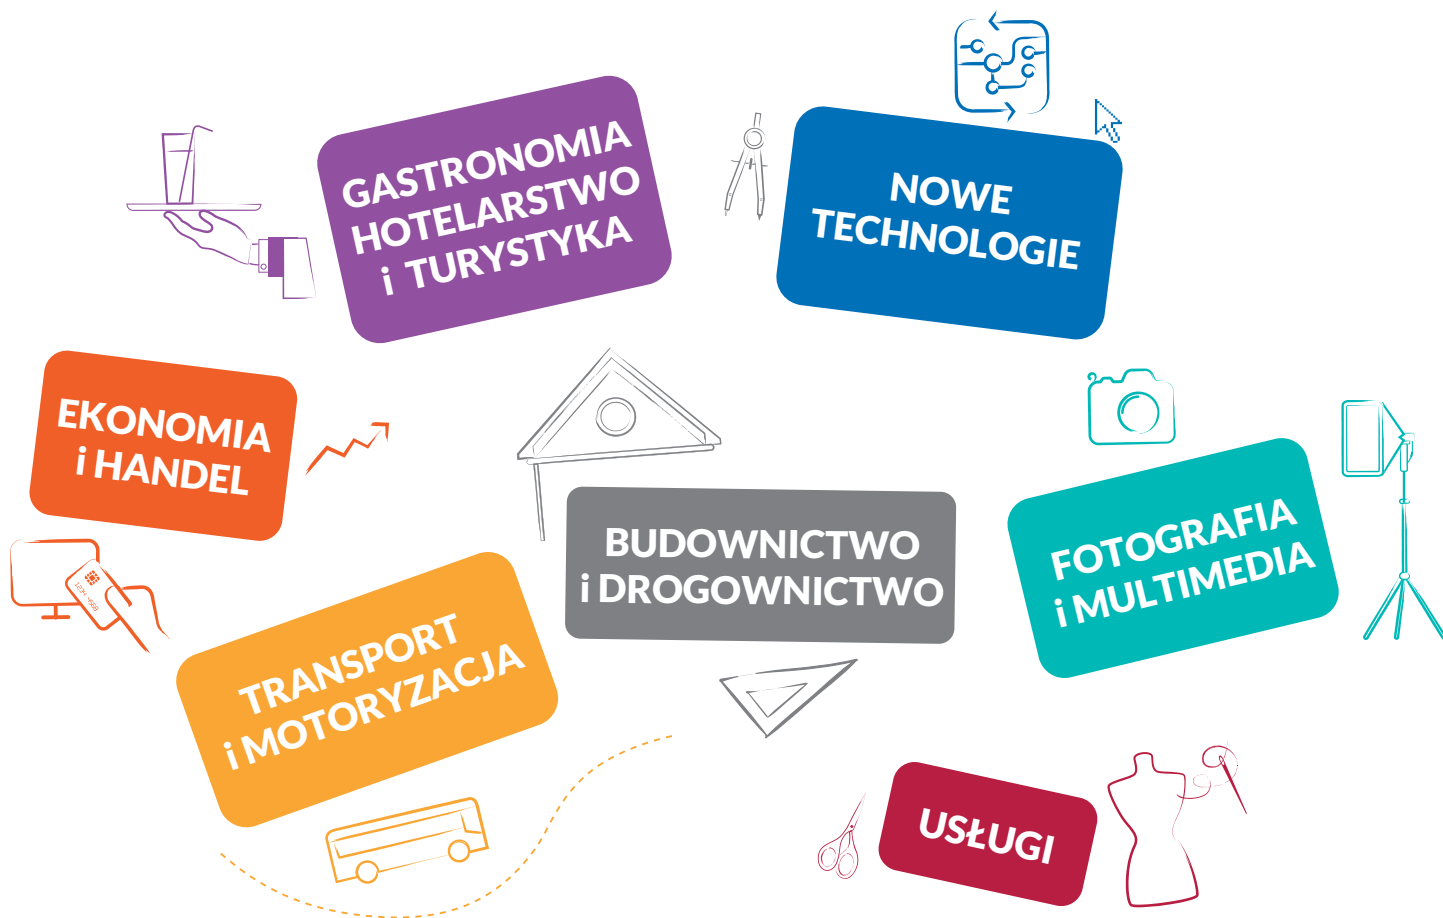 GASTRONOMIA
HOTELARSTWO
i TURYSTYKA
NOWE
TECHNOLOGIE
EKONOMIA
i HANDEL
BUDOWNICTWO
i DROGOWNICTWO
FOTOGRAFIA
i MULTIMEDIA
TRANSPORT
i MOTORYZACJA
USŁUGI